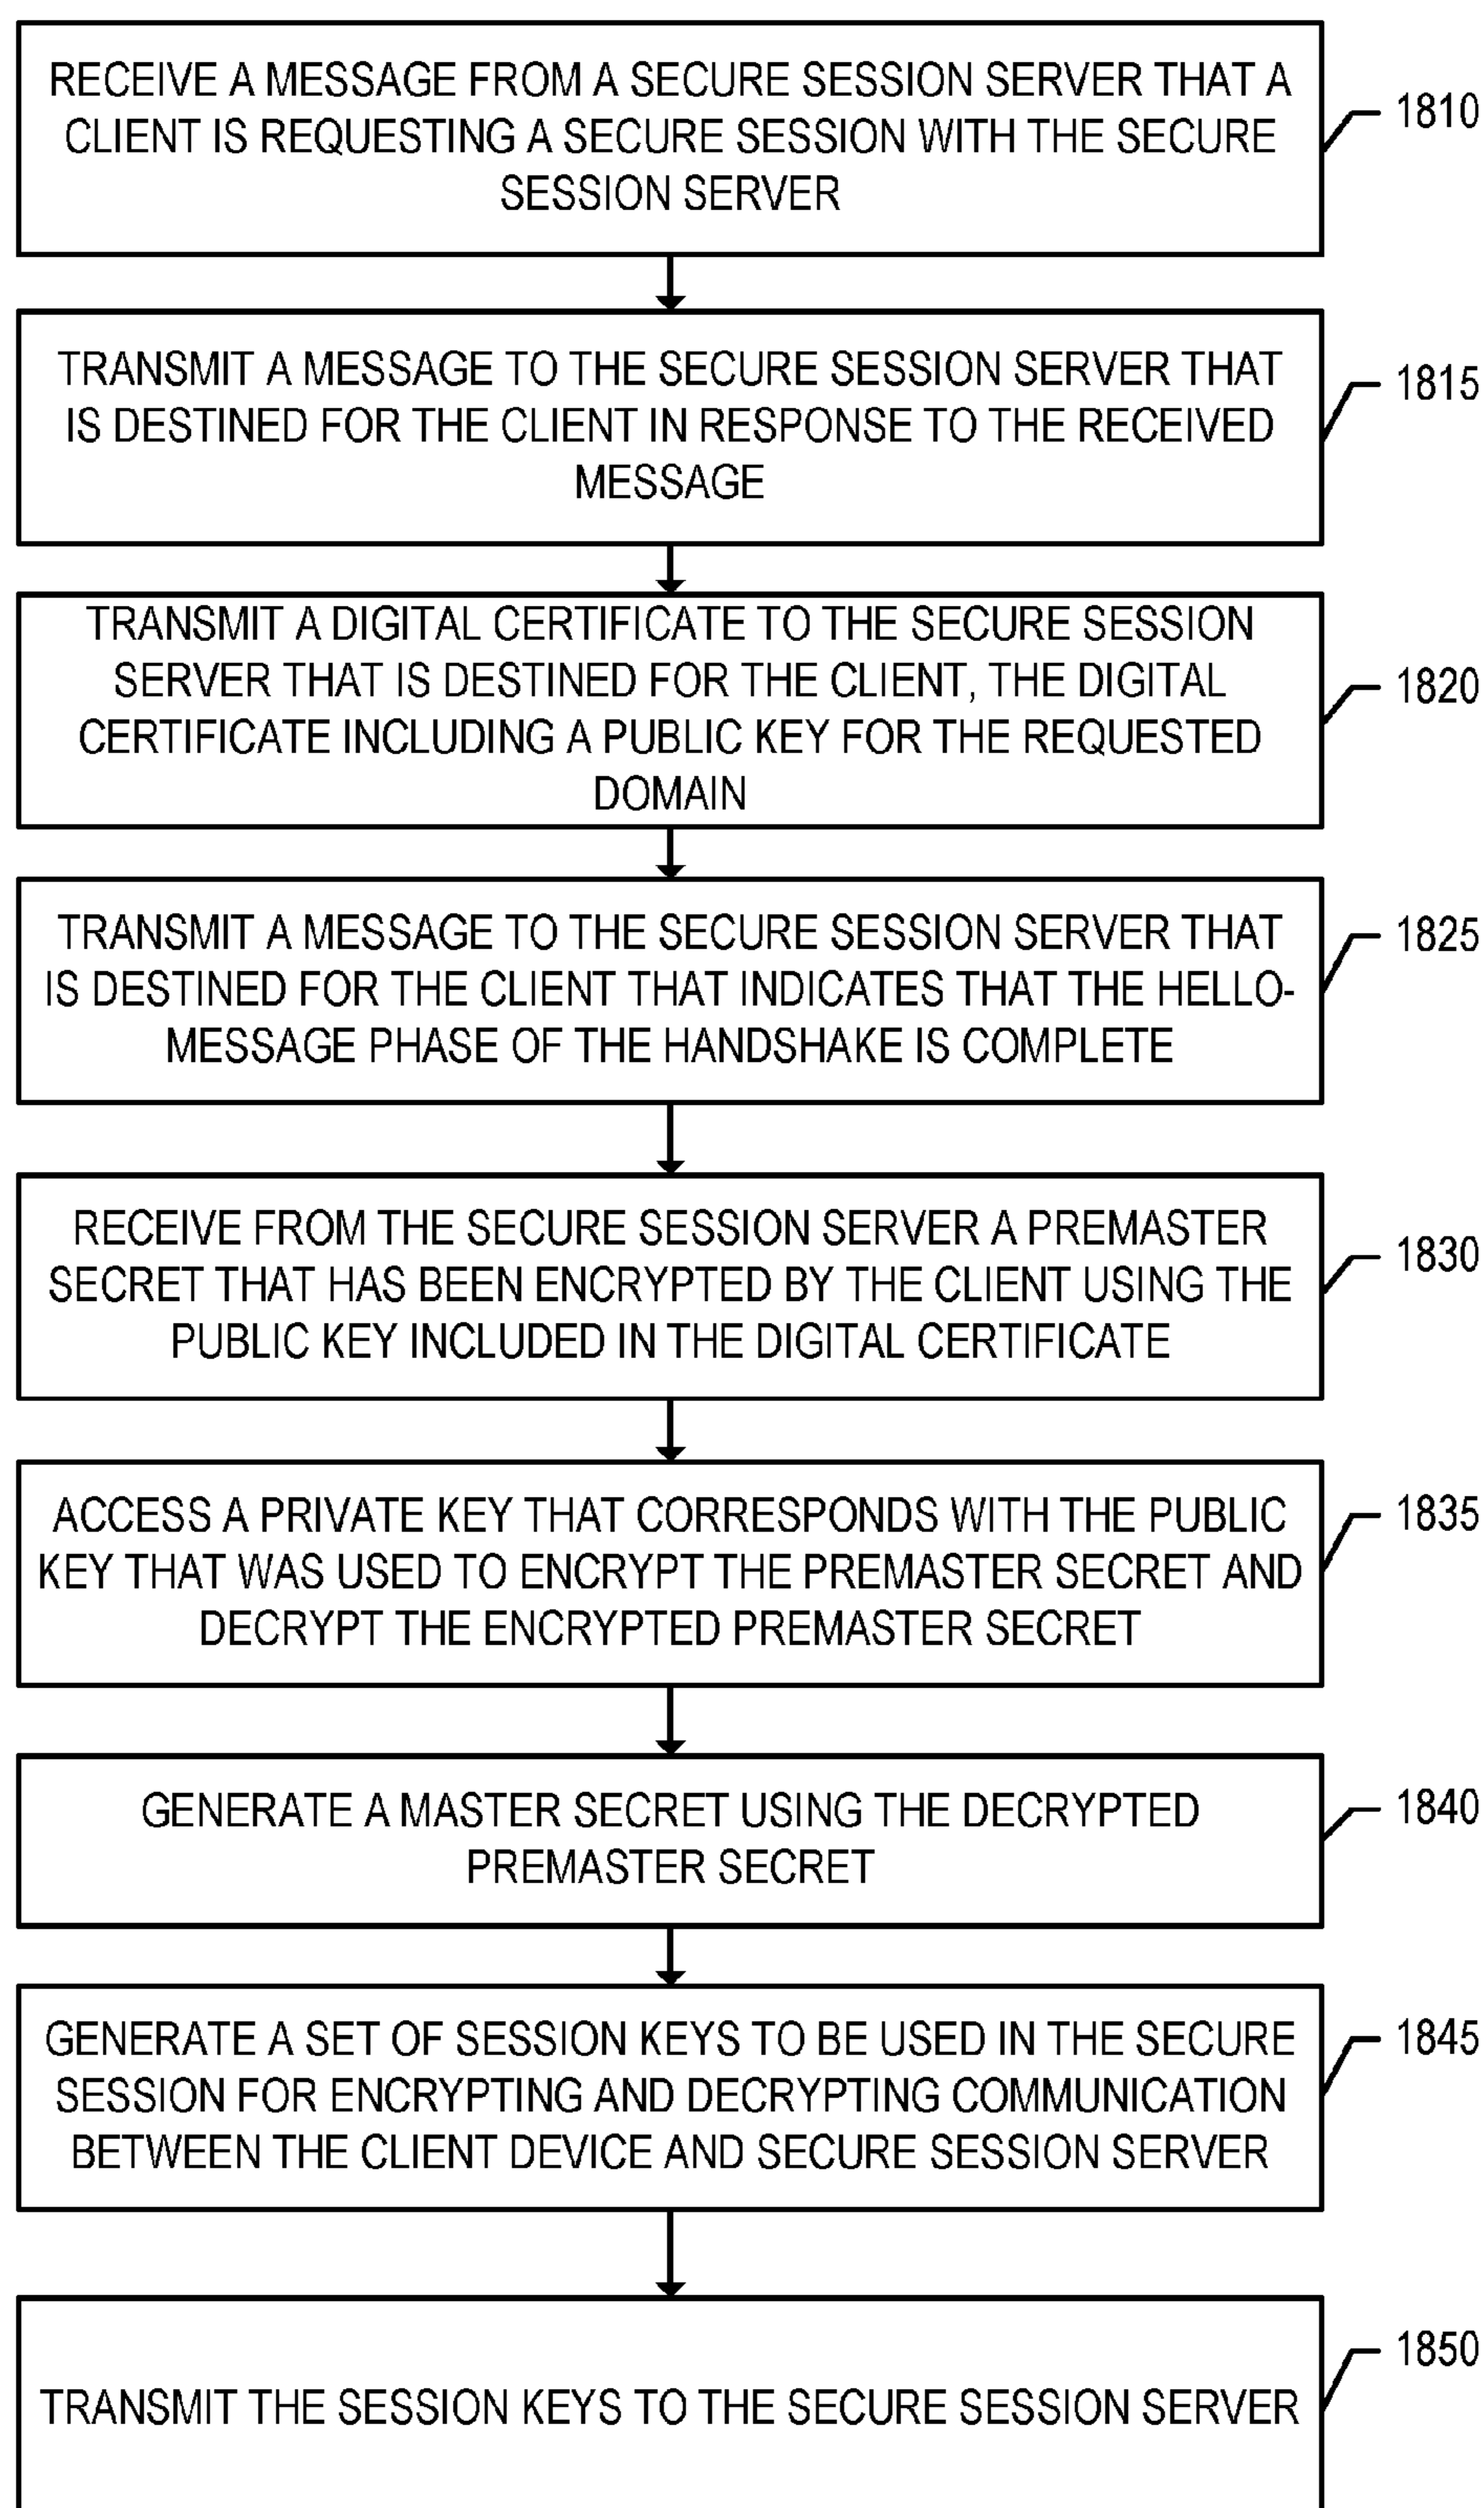 RECEIVE A MESSAGE FROM A SECURE SESSION SERVER THAT A
CLIENT IS REQUESTING A SECURE SESSION WITH THE SECURE
SESSION SERVER
1810
TRANSMIT A MESSAGE TO THE SECURE SESSION SERVER THAT
IS DESTINED FOR THE CLIENT IN RESPONSE TO THE RECEIVED
MESSAGE
1815
TRANSMIT A DIGITAL CERTIFICATE TO THE SECURE SESSION
SERVER THAT IS DESTINED FOR THE CLIENT, THE DIGITAL
CERTIFICATE INCLUDING A PUBLIC KEY FOR THE REQUESTED
DOMAIN
1820
TRANSMIT A MESSAGE TO THE SECURE SESSION SERVER THAT
IS DESTINED FOR THE CLIENT THAT INDICATES THAT THE HELLO-
MESSAGE PHASE OF THE HANDSHAKE IS COMPLETE
1825
RECEIVE FROM THE SECURE SESSION SERVER A PREMASTER
SECRET THAT HAS BEEN ENCRYPTED BY THE CLIENT USING THE
PUBLIC KEY INCLUDED IN THE DIGITAL CERTIFICATE
1830
ACCESS A PRIVATE KEY THAT CORRESPONDS WITH THE PUBLIC
KEY THAT WAS USED TO ENCRYPT THE PREMASTER SECRET AND
DECRYPT THE ENCRYPTED PREMASTER SECRET
1835
GENERATE A MASTER SECRET USING THE DECRYPTED
PREMASTER SECRET
1840
GENERATE A SET OF SESSION KEYS TO BE USED IN THE SECURE
SESSION FOR ENCRYPTING AND DECRYPTING COMMUNICATION
BETWEEN THE CLIENT DEVICE AND SECURE SESSION SERVER
1845
TRANSMIT THE SESSION KEYS TO THE SECURE SESSION SERVER
1850